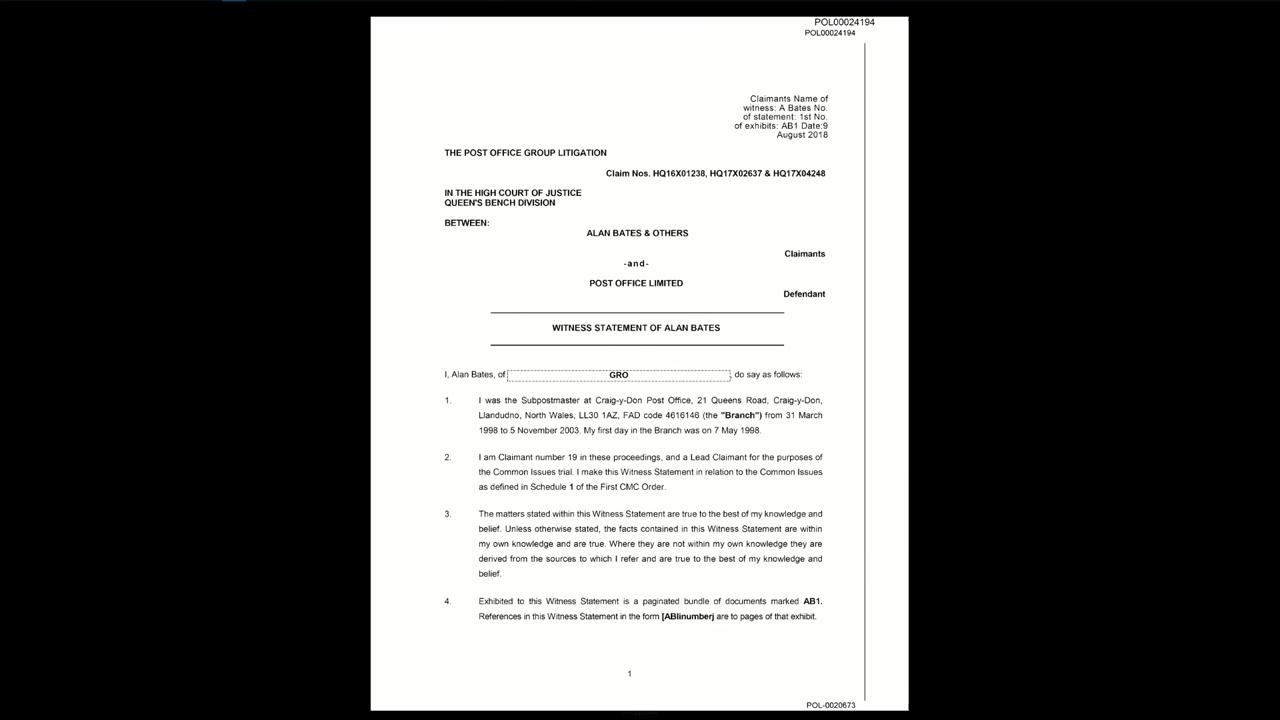 POL00024194
POL00024194
Claimants Name of
witness: A Bates No.
of statement: 1st No.
of exhibits: AB1 Date:9
August 2018
THE POST OFFICE GROUP LITIGATION
Claim Nos. HQ16X01238, HQ17X02637 & HQ17X04248
IN THE HIGH COURT OF JUSTICE
QUEEN'S BENCH DIVISION
BETWEEN:
ALAN BATES & OTHERS
Claimants
-and-
POST OFFICE LIMITED
Defendant
WITNESS STATEMENT OF ALAN BATES
I, Alan Bates, of GRO, do say as follows:
1. I was the Subpostmaster at Craig-y-Don Post Office, 21 Queens Road, Craig-y-Don,
Llandudno, North Wales, LL30 1AZ, FAD code 4616146 (the "Branch") from 31 March
1998 to 5 November 2003. My first day in the Branch was on 7 May 1998.
2. I am Claimant number 19 in these proceedings, and a Lead Claimant for the purposes of
the Common Issues trial. I make this Witness Statement in relation to the Common Issues
as defined in Schedule 1 of the First CMC Order.
3. The matters stated within this Witness Statement are true to the best of my knowledge and
belief. Unless otherwise stated, the facts contained in this Witness Statement are within
my own knowledge and are true. Where they are not within my own knowledge they are
derived from the sources to which I refer and are true to the best of my knowledge and
belief.
4. Exhibited to this Witness Statement is a paginated bundle of documents marked AB1.
References in this Witness Statement in the form [ABlinumberj are to pages of that exhibit.
1
POL-0020673